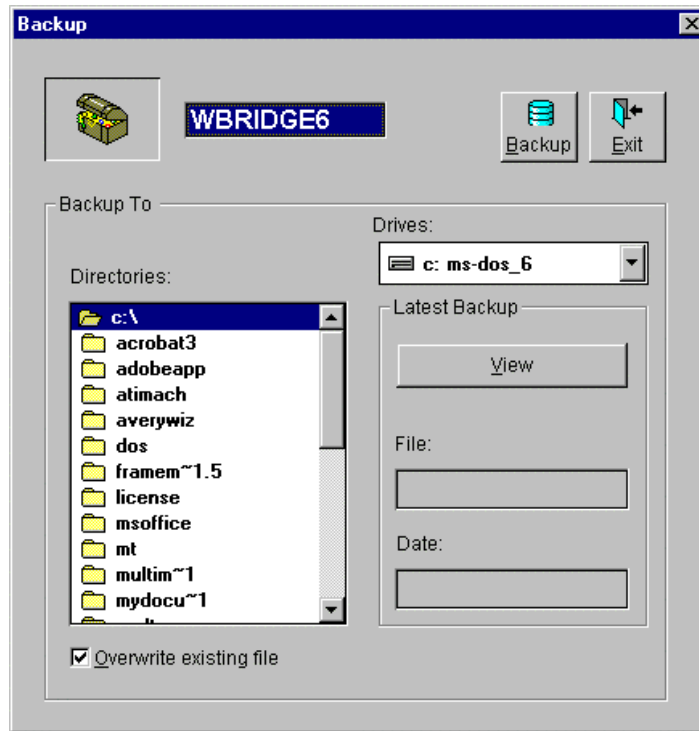 Backup
WBRIDGE6
Backup
Exit
Backup To
Drives:
c: ms-dos_6
Directories:
c:\
acrobat3
adobeapp
atimach
averywiz
dos
framem~1.5
license
msoffice
mt
multim~1
mydocu~1
Latest Backup
View
File:
Date:
Overwrite existing file